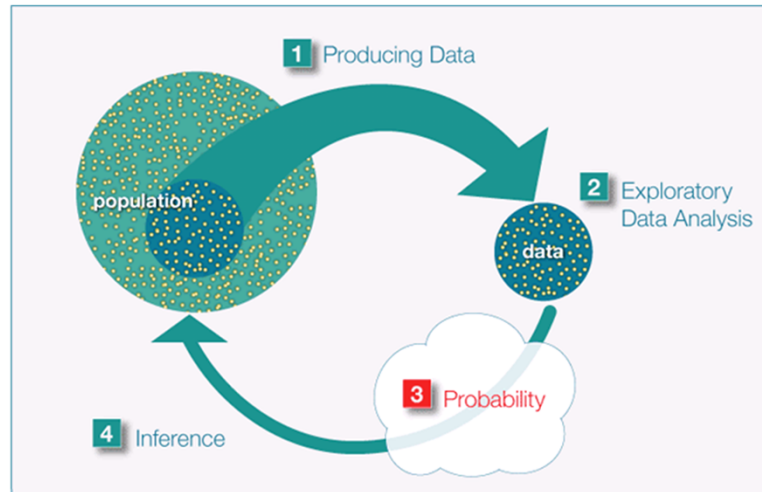 1 Producing Data
population
2 Exploratory
Data Analysis
data
3 Probability
4 Inference